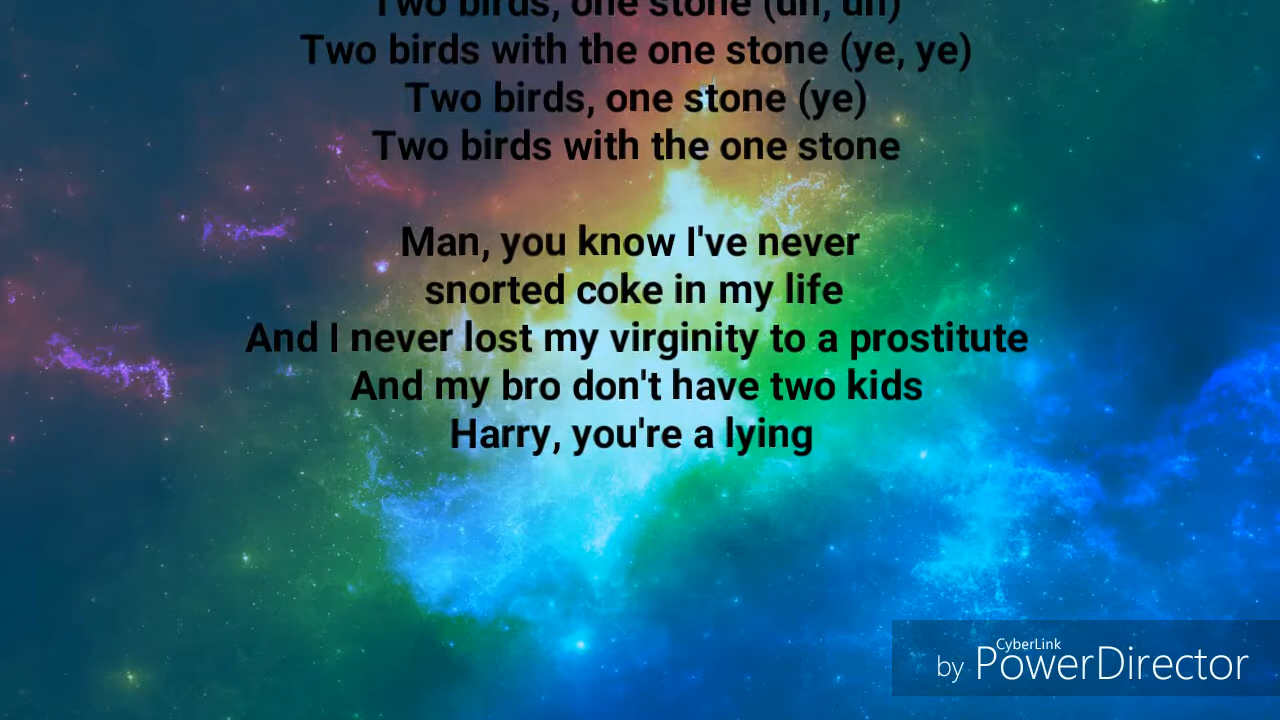 Two birds, one stone (uh, uh)
Two birds with the one stone (ye, ye)
Two birds, one stone (ye)
Two birds with the one stone
Man, you know I've never
snorted coke in my life
And I never lost my virginity to a prostitute
And my bro don't have two kids
Harry, you're a lying
by CyberLink PowerDirector